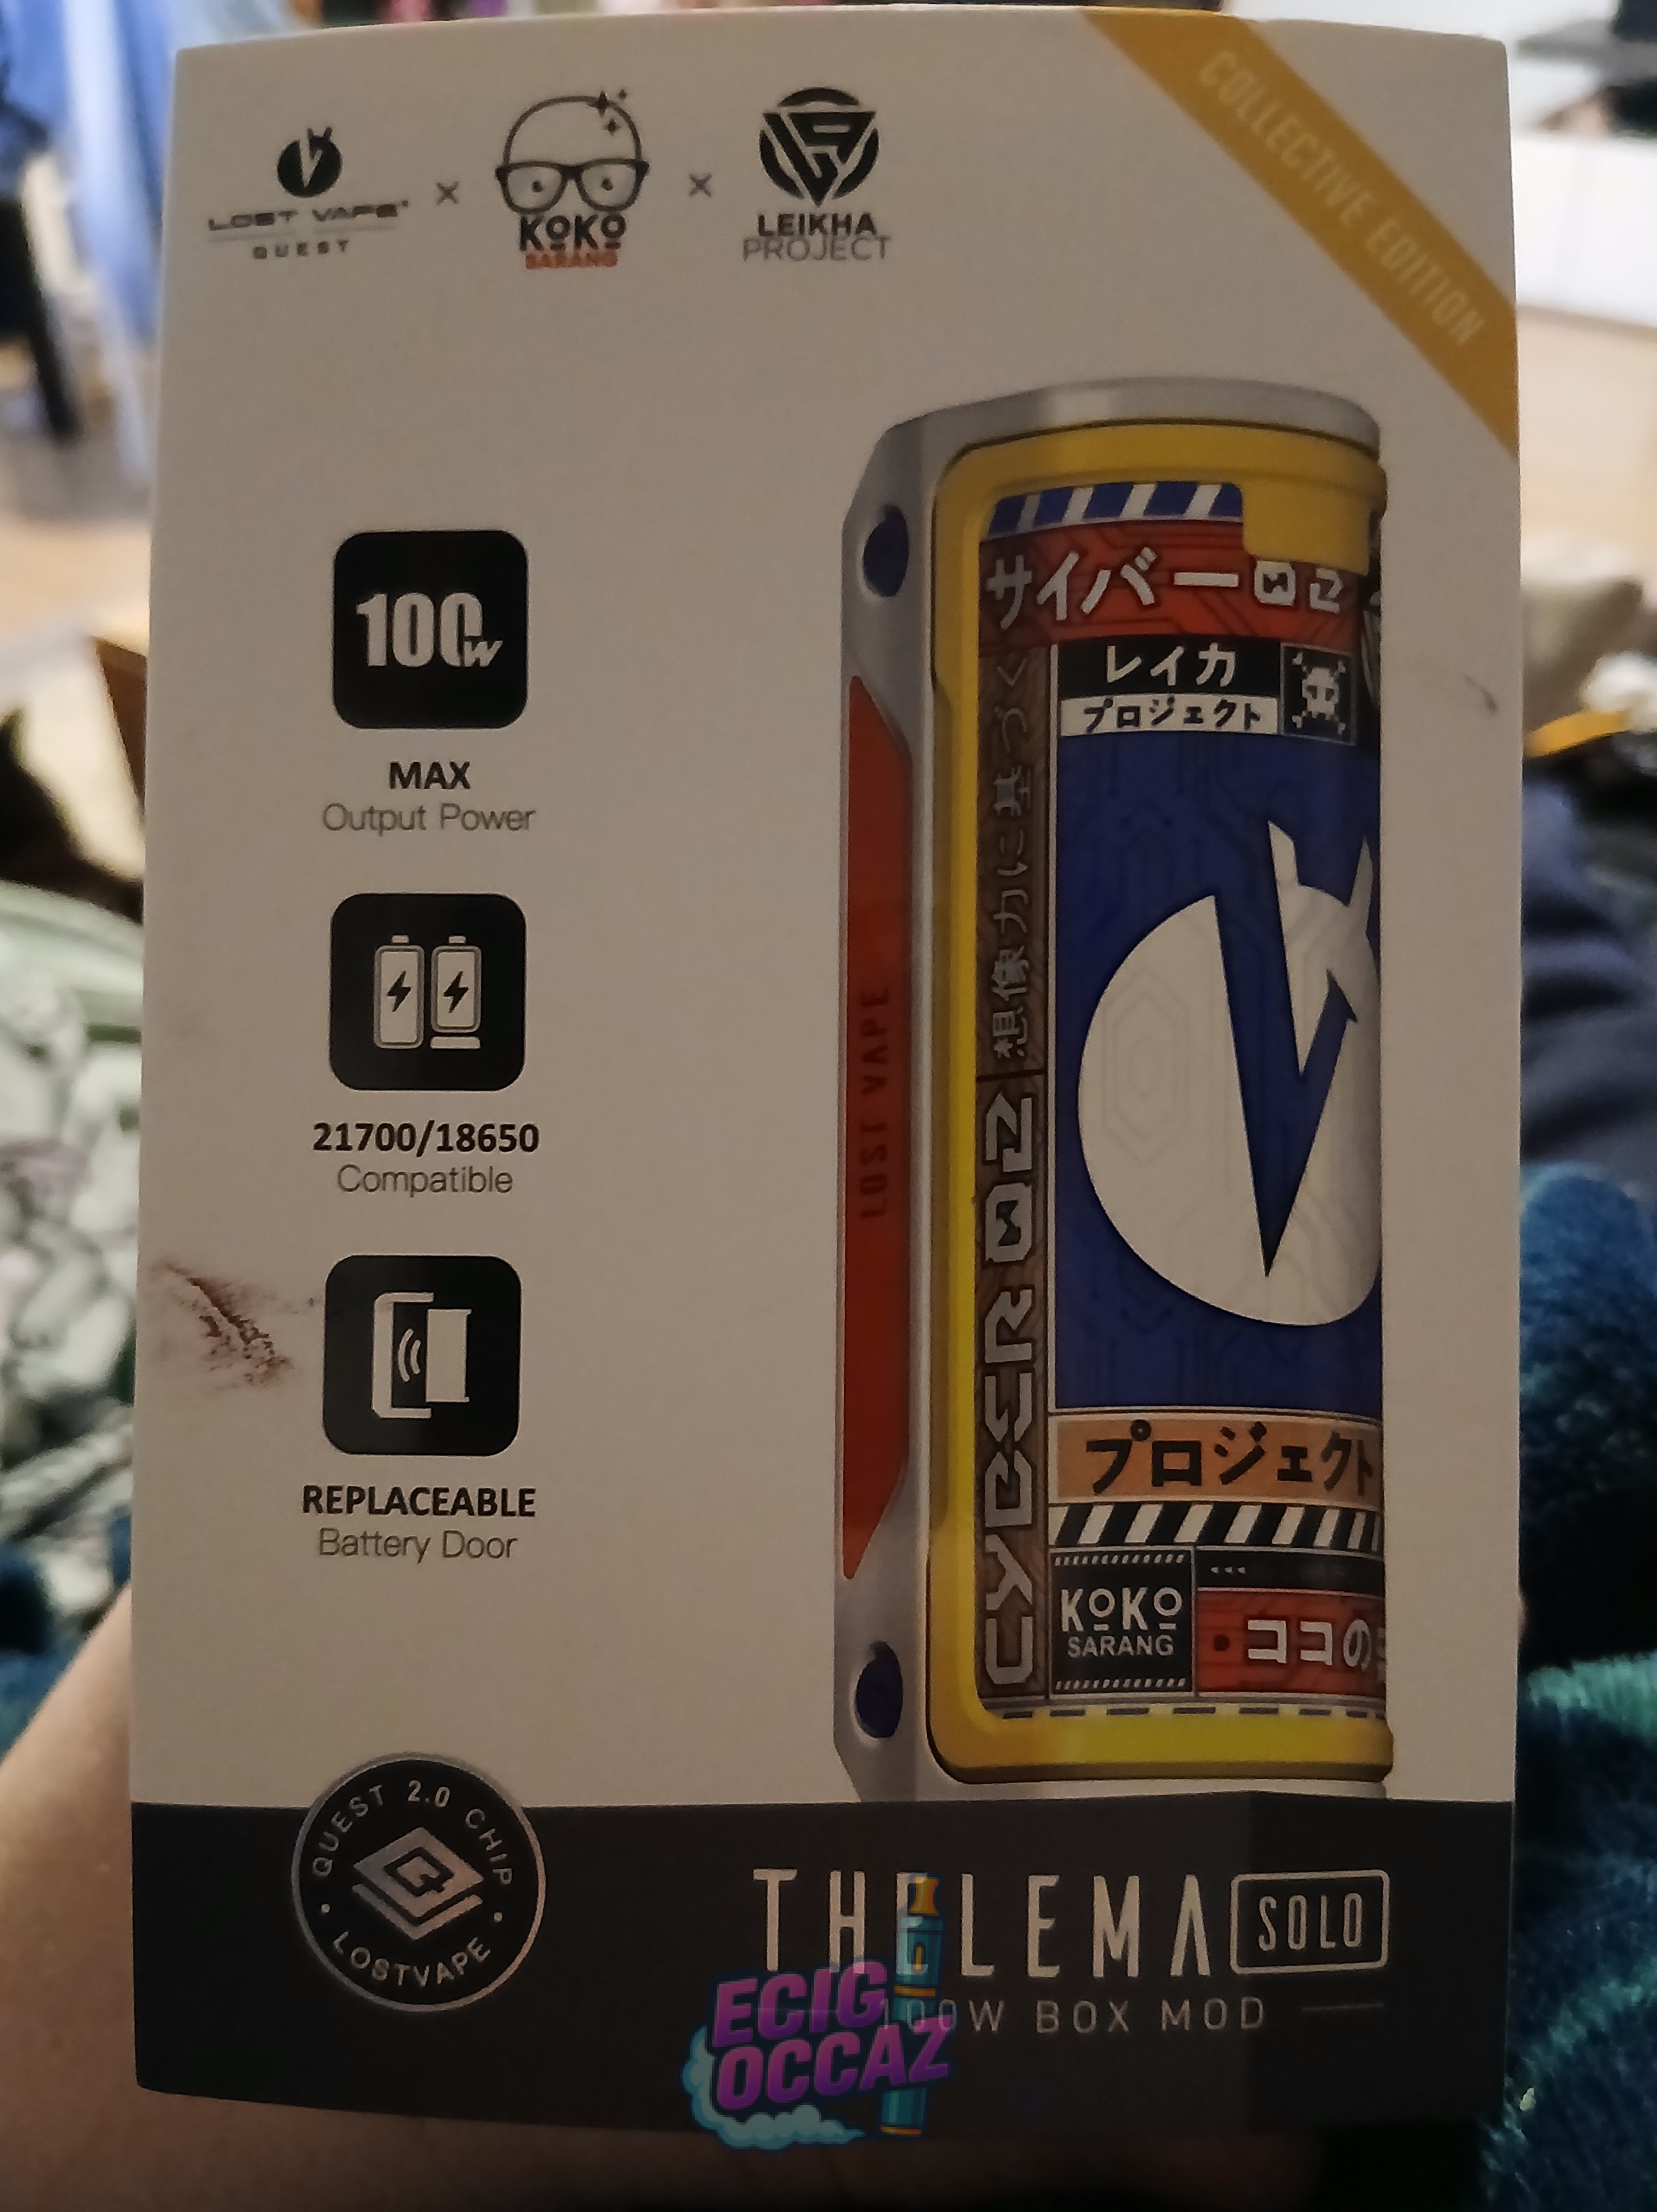 COLLECTIVE EDITION
LOST VAPE
QUEST
x
KOKO
SARANG
x
LEIKHA
PROJECT
100W
MAX
Output Power
21700/18650
Compatible
REPLACEABLE
Battery Door
LOST VAPE
サイバー02
レイカ
プロジェクト
想像力に基づく
CYBER 02
プロジェクト
KOKO
SARANG
ココの
QUEST 2.0 CHIP
LOSTVAPE
THELEMA SOLO
100W BOX MOD
ECIG
OCCAZ